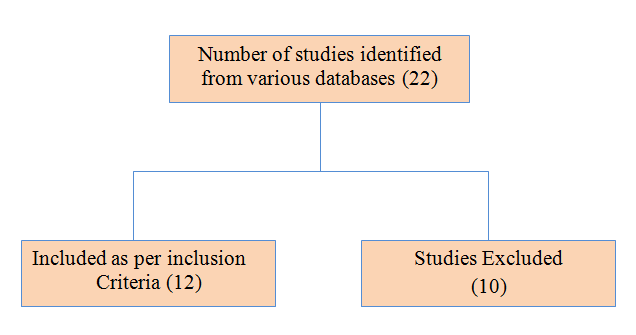 Number of studies identified
from various databases (22)
Included as per inclusion
Criteria (12)
Studies Excluded
(10)